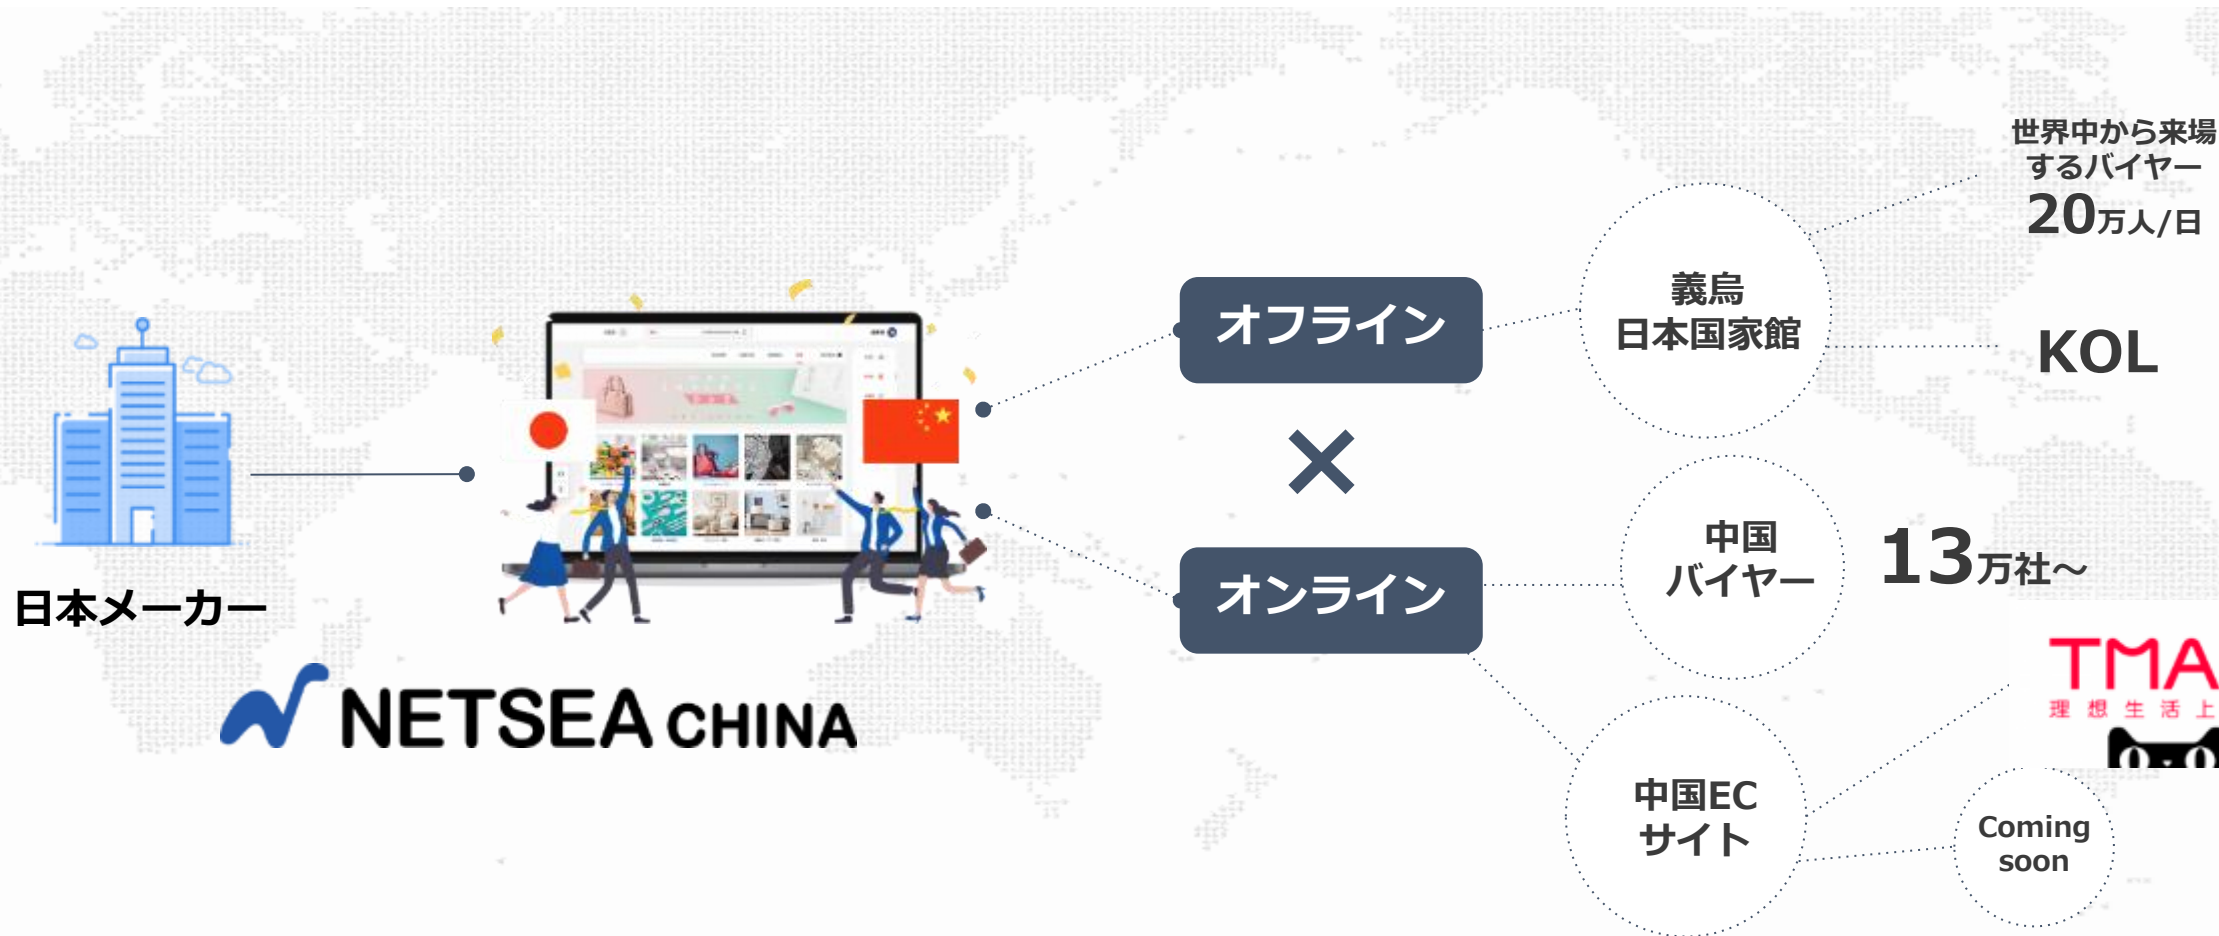 世界中から来場
するバイヤー
20万人/日
オフライン
義烏
日本国家館
KOL
×
中国
バイヤー
13万社～
オンライン
日本メーカー
NETSEA CHINA
TMA
理想生活上
中国EC
サイト
Coming
soon